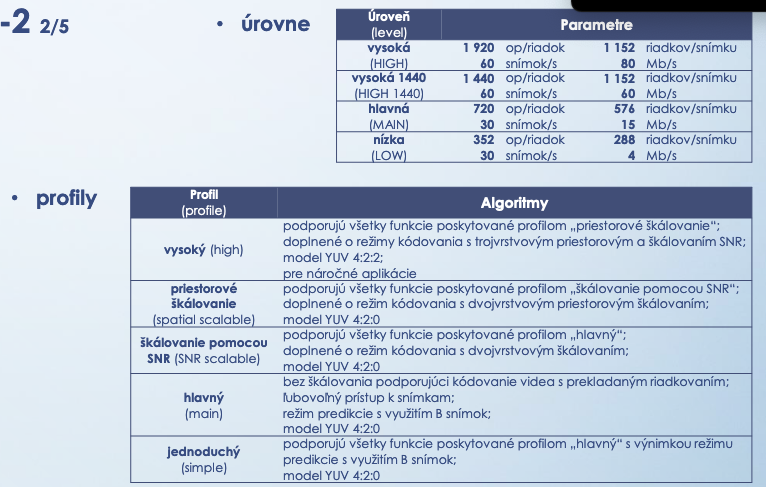 -2 2/5
• úrovne
Úroveň Parametre
(level)
vysoká 1 920 op/riadok 1 152 riadkov/snímku
(HIGH) 60 snímok/s 80 Mb/s
vysoká 1440 1 440 op/riadok 1 152 riadkov/snímku
(HIGH 1440) 60 snímok/s 60 Mb/s
hlavná 720 op/riadok 576 riadkov/snímku
(MAIN) 30 snímok/s 15 Mb/s
nízka 352 op/riadok 288 riadkov/snímku
(LOW) 30 snímok/s 4 Mb/s
• profily
Profil Algoritmy
(profile)
vysoký (high)
podporujú všetky funkcie poskytované profilom „priestorové škálovanie“;
doplnené o režimy kódovania s trojvrstvovým priestorovým a škálovaním SNR;
model YUV 4:2:2;
pre náročné aplikácie
priestorové
škálovanie
(spatial scalable)
podporujú všetky funkcie poskytované profilom „škálovanie pomocou SNR“;
doplnené o režim kódovania s dvojvrstvovým priestorovým škálovaním;
model YUV 4:2:0
škálovanie pomocou
SNR (SNR scalable)
podporujú všetky funkcie poskytované profilom „hlavný“;
doplnené o režim kódovania s dvojvrstvovým škálovaním;
model YUV 4:2:0
hlavný
(main)
bez škálovania podporujúci kódovanie videa s prekladaným riadkovaním;
ľubovoľný prístup k snímkam;
režim predikcie s využitím B snímok;
model YUV 4:2:0
jednoduchý
(simple)
podporujú všetky funkcie poskytované profilom „hlavný“ s výnimkou režimu
predikcie s využitím B snímok;
model YUV 4:2:0